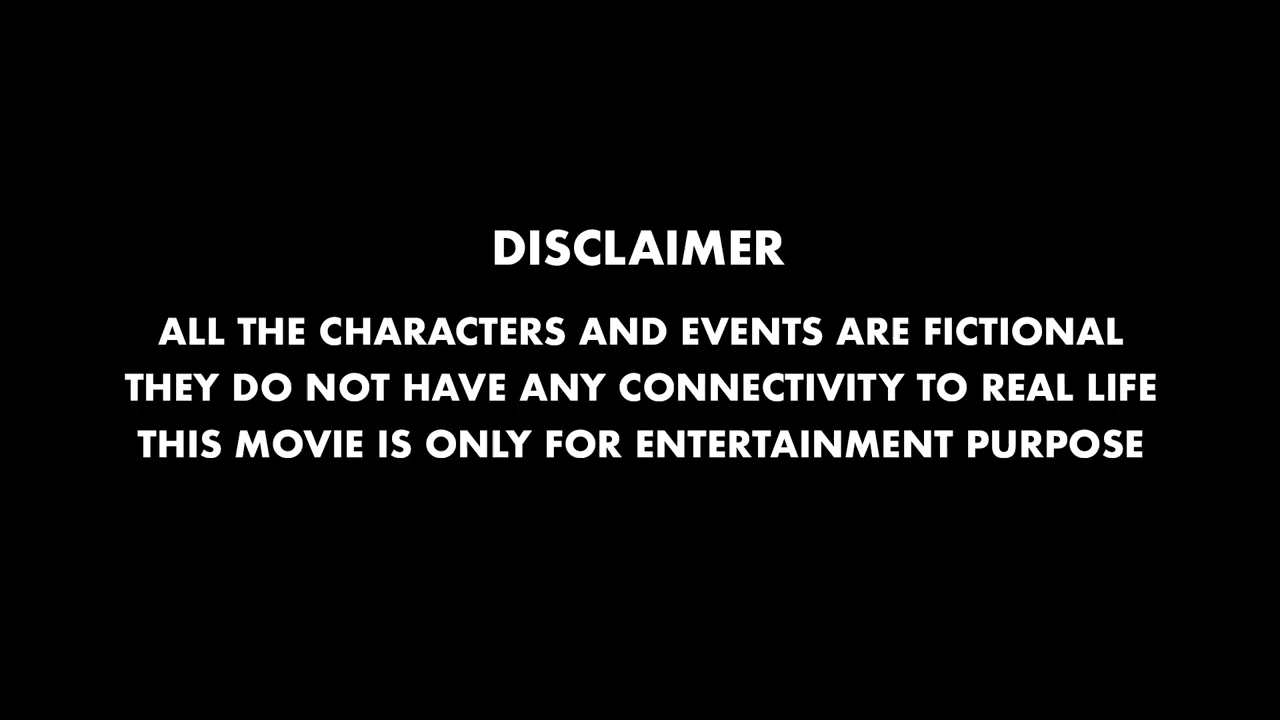 DISCLAIMER
ALL THE CHARACTERS AND EVENTS ARE FICTIONAL
THEY DO NOT HAVE ANY CONNECTIVITY TO REAL LIFE
THIS MOVIE IS ONLY FOR ENTERTAINMENT PURPOSE